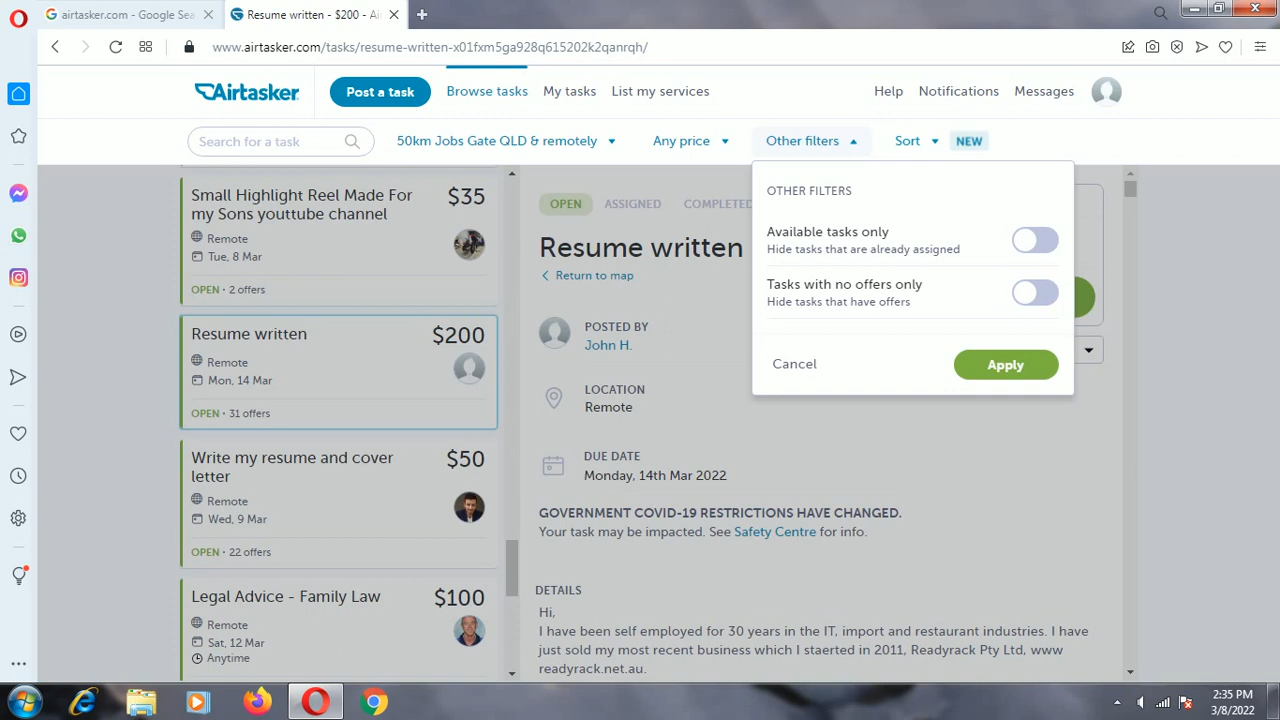 airtasker.com - Google Sea
Resume written - $200 - Ai
www.airtasker.com/tasks/resume-written-x01fxm5ga928q615202k2qanrqh/
Airtasker
Post a task
Browse tasks
My tasks
List my services
Help
Notifications
Messages
Search for a task
50km Jobs Gate QLD & remotely
Any price
Other filters
Sort
NEW
Small Highlight Reel Made For
my Sons youttube channel
$35
Remote
Tue, 8 Mar
OPEN • 2 offers
Resume written
$200
Remote
Mon, 14 Mar
OPEN • 31 offers
Write my resume and cover
letter
$50
Remote
Wed, 9 Mar
OPEN • 22 offers
Legal Advice - Family Law
$100
Remote
Sat, 12 Mar
Anytime
OPEN
ASSIGNED
COMPLETED
Resume written
Return to map
POSTED BY
John H.
LOCATION
Remote
DUE DATE
Monday, 14th Mar 2022
GOVERNMENT COVID-19 RESTRICTIONS HAVE CHANGED.
Your task may be impacted. See Safety Centre for info.
DETAILS
Hi,
I have been self employed for 30 years in the IT, import and restaurant industries. I have
just sold my most recent business which I staerted in 2011, Readyrack Pty Ltd, www
readyrack.net.au.
OTHER FILTERS
Available tasks only
Hide tasks that are already assigned
Tasks with no offers only
Hide tasks that have offers
Cancel
Apply
2:35 PM
3/8/2022